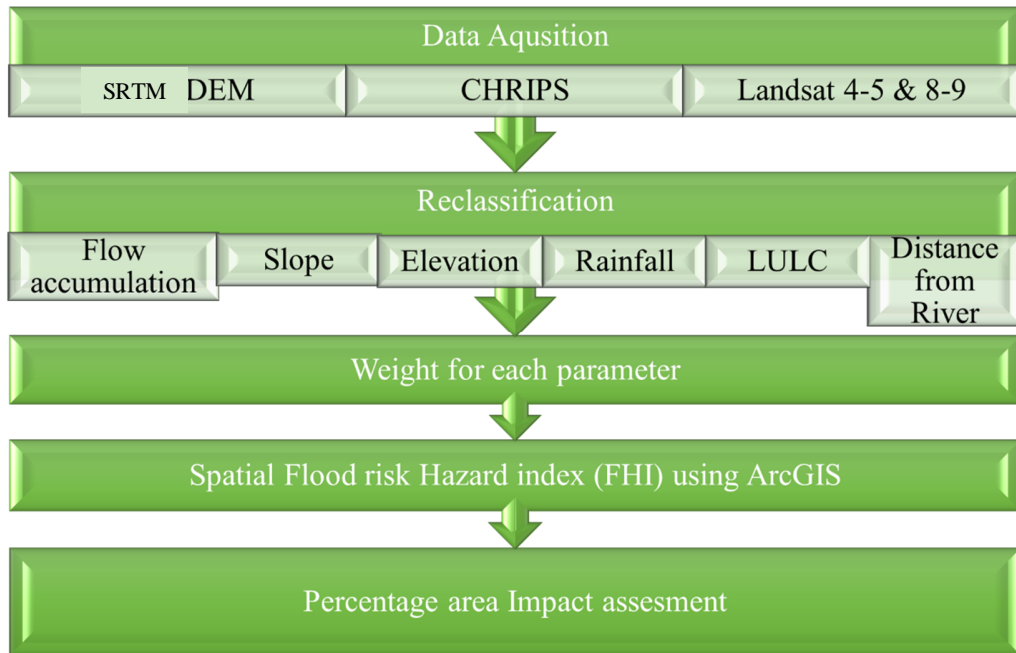 Data Aqusition
SRTM DEM
CHRIPS
Landsat 4-5 & 8-9
Reclassification
Flow
accumulation
Slope
Elevation
Rainfall
LULC
Distance
from
River
Weight for each parameter
Spatial Flood risk Hazard index (FHI) using ArcGIS
Percentage area Impact assesment